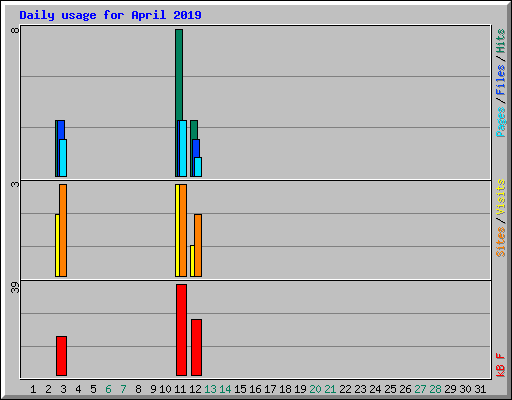 Daily usage for April 2019
8
Pages / Files / Hits
3
Sites / Visits
39
kB F
1 2 3 4 5 6 7 8 9 10 11 12 13 14 15 16 17 18 19 20 21 22 23 24 25 26 27 28 29 30 31